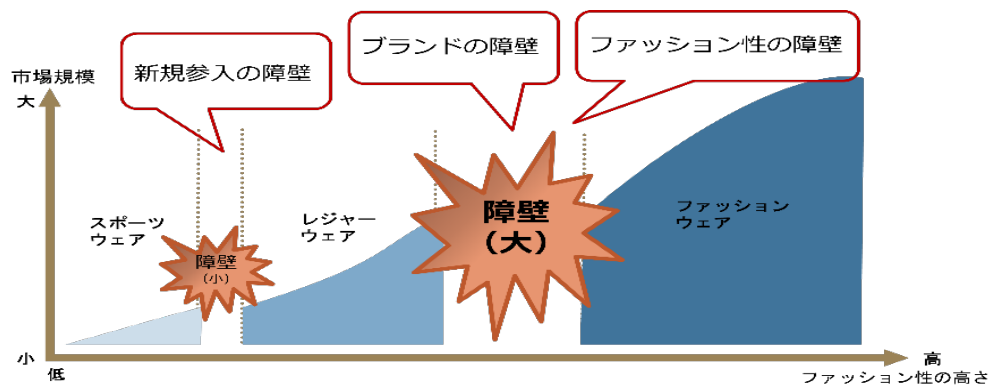 新規参入の障壁
ブランドの障壁
ファッション性の障壁
市場規模
大
スポーツ
ウェア
障壁
(小)
レジャー
ウェア
障壁
(大)
ファッション
ウェア
小
低
高
ファッション性の高さ